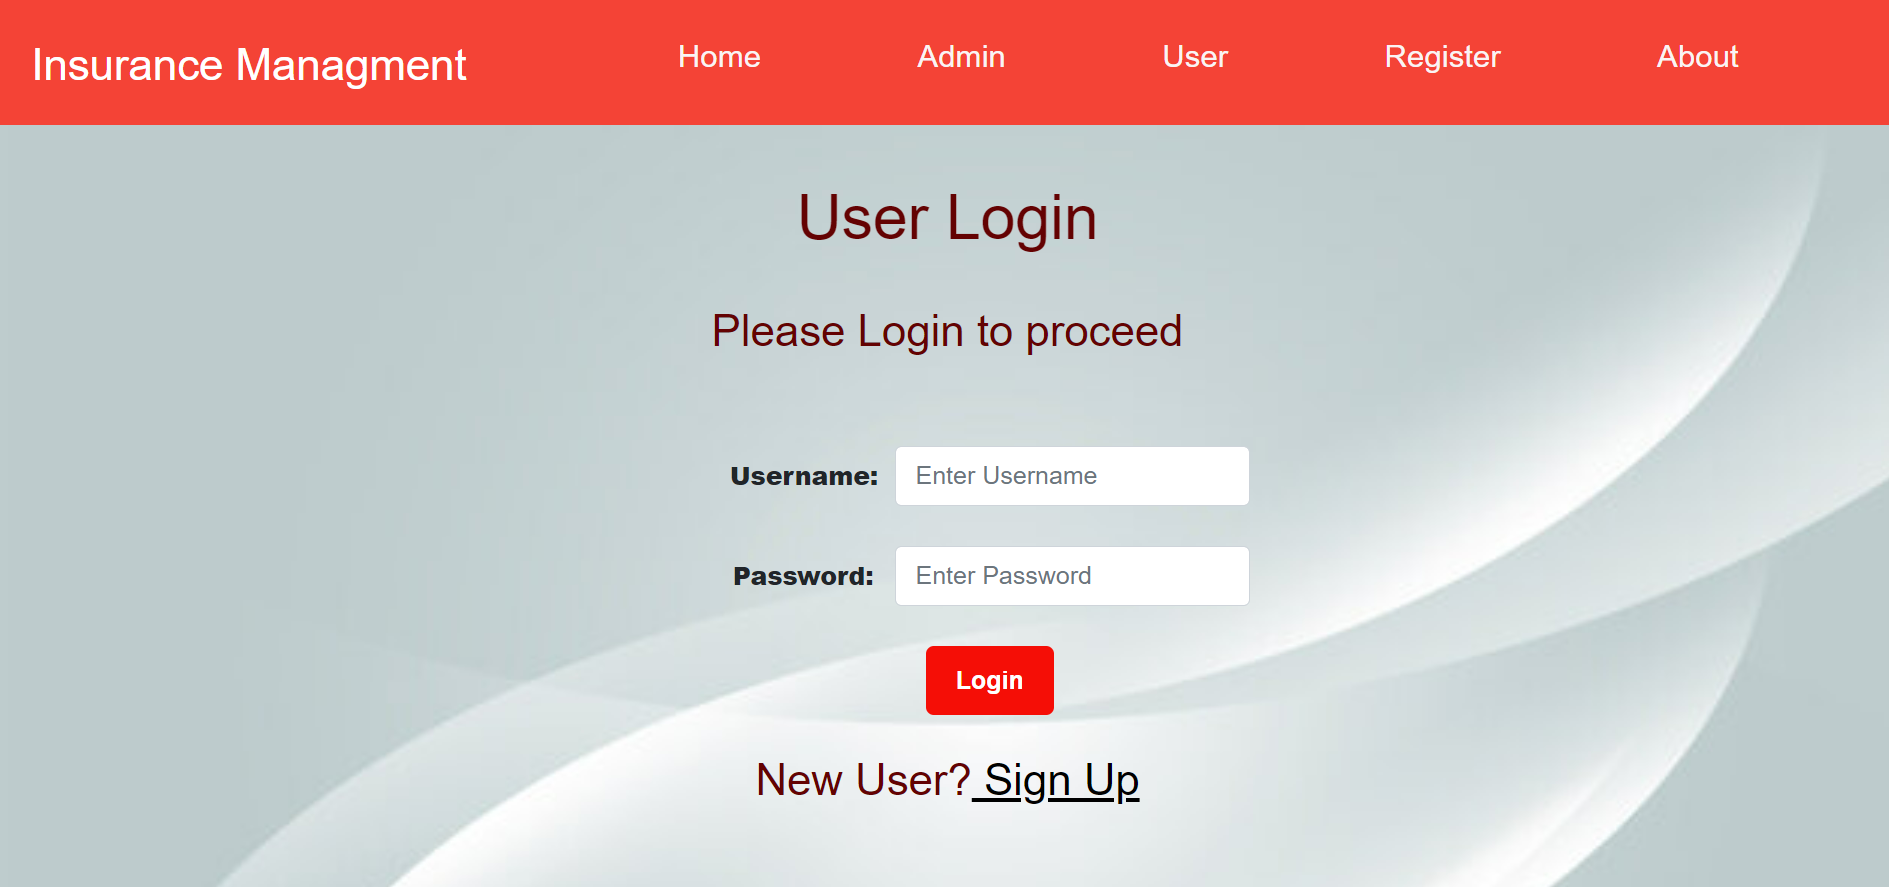 Insurance Managment
Home Admin User Register About
User Login
Please Login to proceed
Username: Enter Username
Password: Enter Password
Login
New User? Sign Up